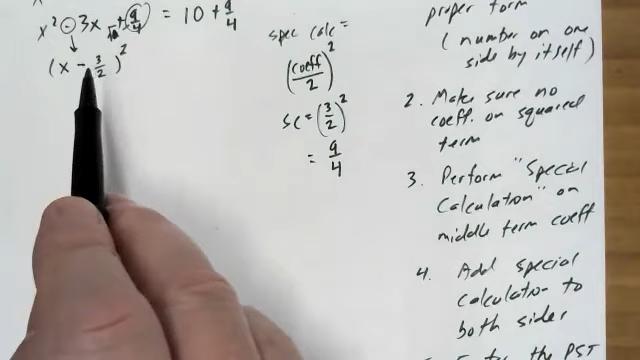 x² - 3x + 9/4 = 10 + 9/4
(x - 3/2)²
spec calc =
(coeff/2)²
sc = (3/2)²
= 9/4
proper form
(number on one
side by itself)
2. Make sure no
coeff. on squared
term
3. Perform "Special
Calculation" on
middle term coeff
4. Add special
calculation to
both sides
the PST